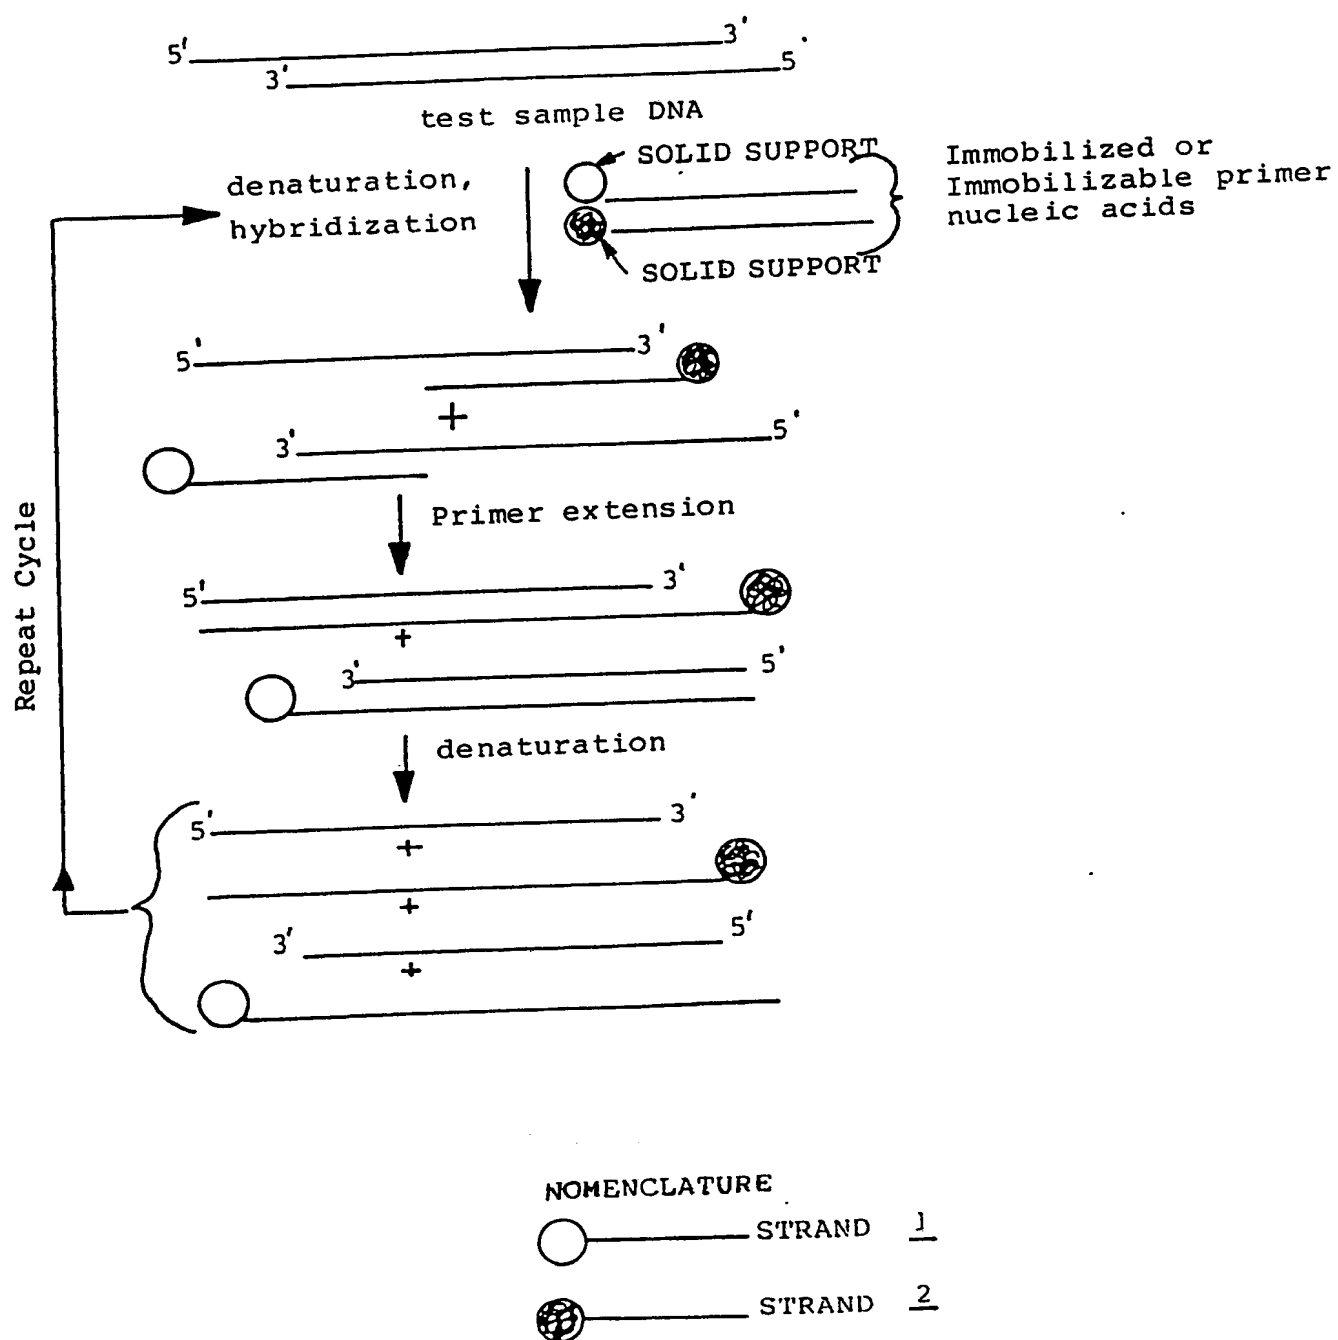 5' 3'
3' 5'
test sample DNA
SOLID SUPPORT
Immobilized or
Immobilizable primer
nucleic acids
denaturation,
hybridization
SOLID SUPPORT
5' 3'
+
3' 5'
Primer extension
Repeat Cycle
5' 3'
+
3' 5'
denaturation
5' 3'
+
+
3' 5'
+
NOMENCLATURE
STRAND 1
STRAND 2